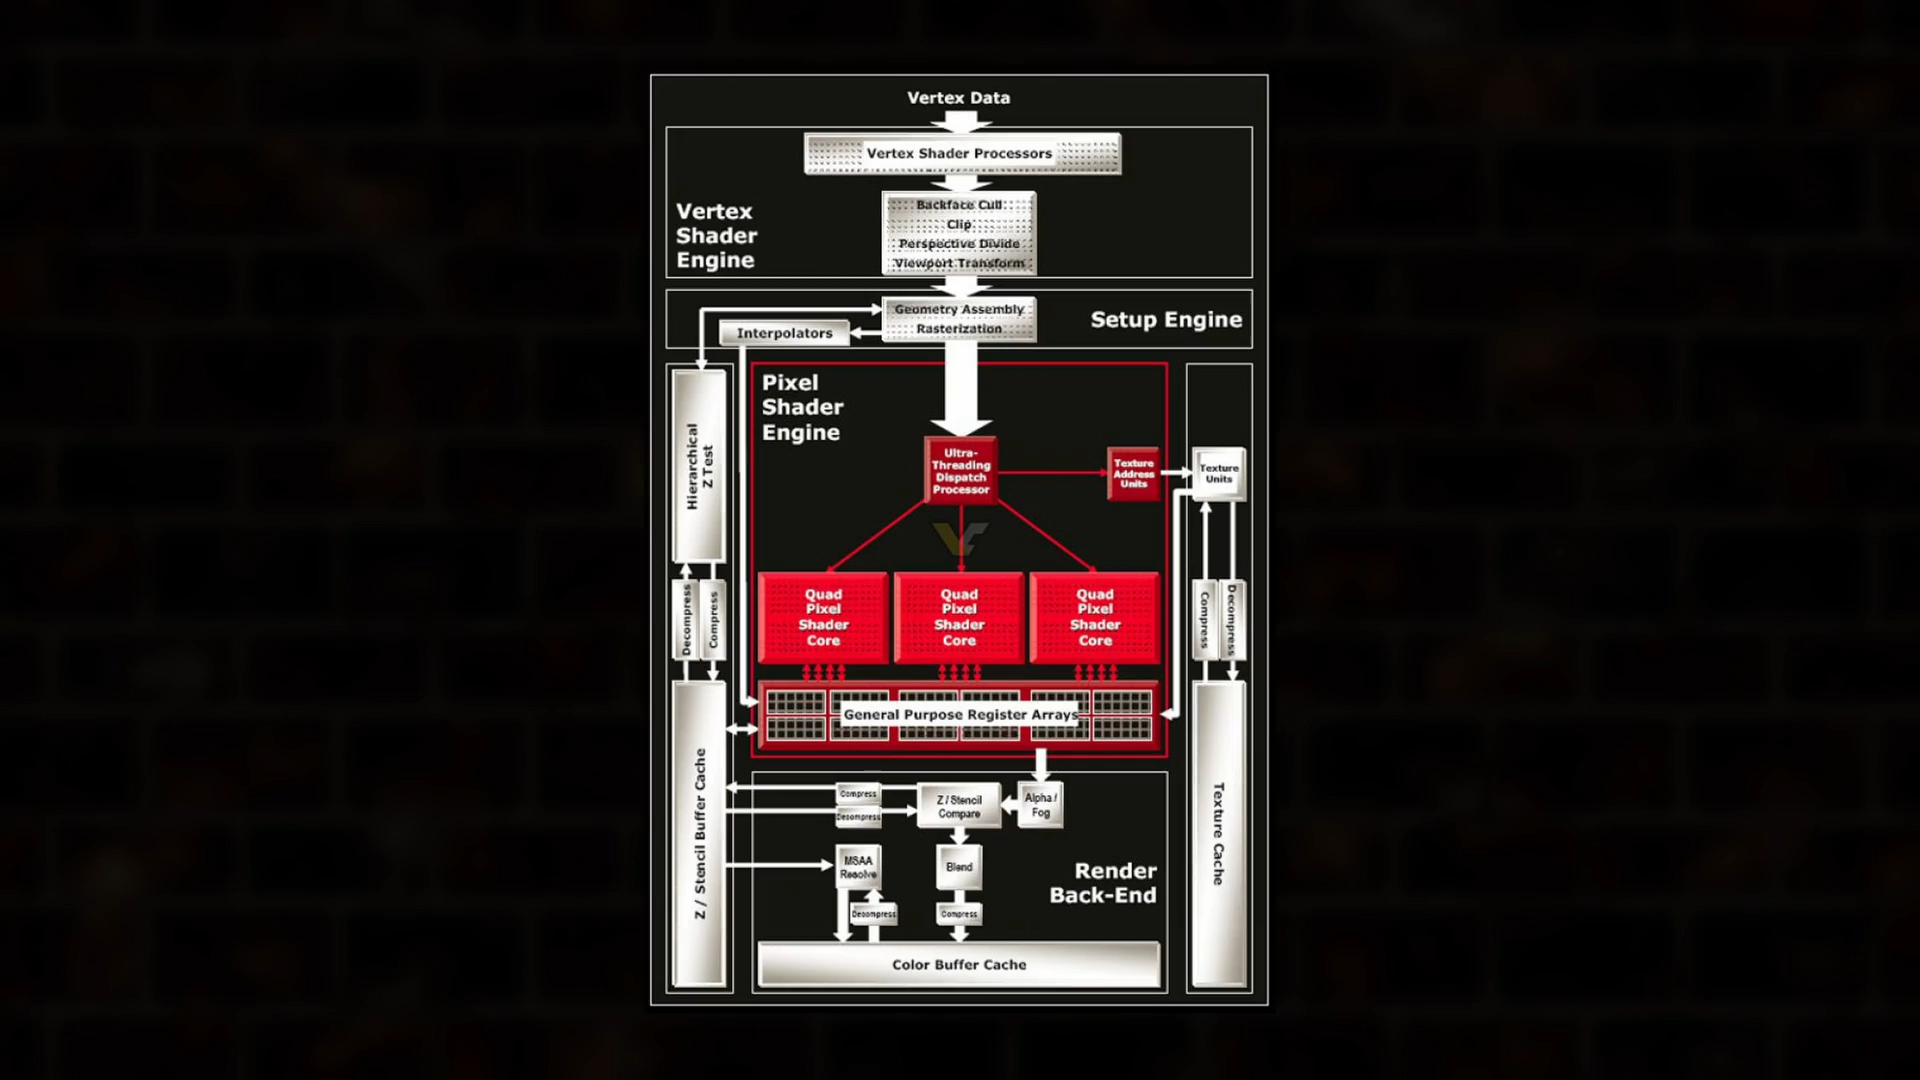 Vertex Data
Vertex Shader Processors
Backface Cull
Clip
Perspective Divide
Viewport Transform
Vertex
Shader
Engine
Geometry Assembly
Rasterization
Interpolators
Setup Engine
Pixel
Shader
Engine
Hierarchical
Z Test
Ultra-
Threading
Dispatch
Processor
Texture
Address
Units
Texture
Units
Quad
Pixel
Shader
Core
Quad
Pixel
Shader
Core
Quad
Pixel
Shader
Core
Decompress
Compress
Compress
Decompress
General Purpose Register Arrays
Z / Stencil Buffer Cache
Texture Cache
Compress
Decompress
Z / Stencil
Compare
Alpha /
Fog
MSAA
Resolve
Blend
Render
Back-End
Decompress
Compress
Color Buffer Cache